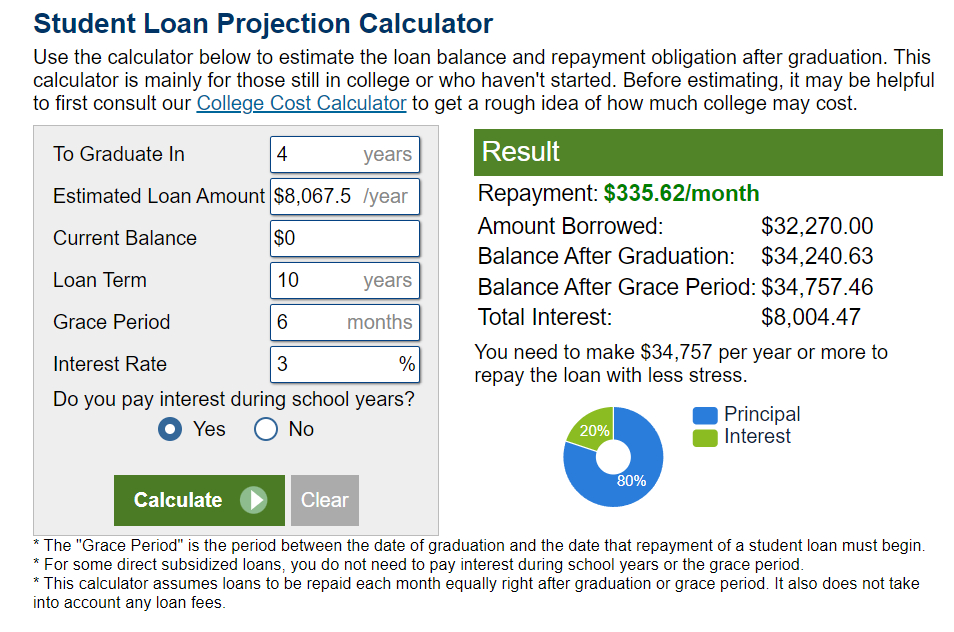 Student Loan Projection Calculator
Use the calculator below to estimate the loan balance and repayment obligation after graduation. This
calculator is mainly for those still in college or who haven't started. Before estimating, it may be helpful
to first consult our College Cost Calculator to get a rough idea of how much college may cost.
To Graduate In 4 years
Estimated Loan Amount $8,067.5 /year
Current Balance $0
Loan Term 10 years
Grace Period 6 months
Interest Rate 3 %
Do you pay interest during school years?
Yes No
Calculate Clear
Result
Repayment: $335.62/month
Amount Borrowed: $32,270.00
Balance After Graduation: $34,240.63
Balance After Grace Period: $34,757.46
Total Interest: $8,004.47
You need to make $34,757 per year or more to
repay the loan with less stress.
20%
80%
Principal
Interest
* The "Grace Period" is the period between the date of graduation and the date that repayment of a student loan must begin.
* For some direct subsidized loans, you do not need to pay interest during school years or the grace period.
* This calculator assumes loans to be repaid each month equally right after graduation or grace period. It also does not take
into account any loan fees.